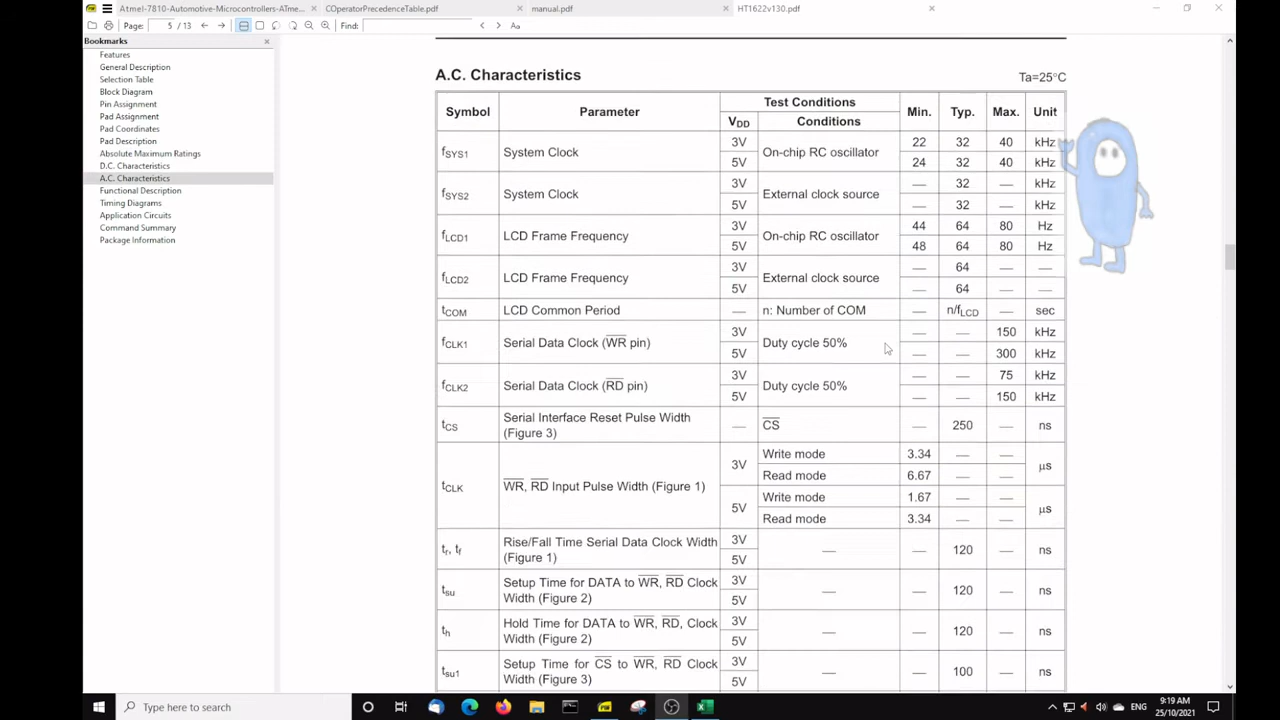 Atmel-7810-Automotive-Microcontrollers-ATme... × COperatorPrecedenceTable.pdf × manual.pdf × HT1622v130.pdf ×
Page: 5 / 13 Find: Aa
Bookmarks ×
Features
General Description
Selection Table
Block Diagram
Pin Assignment
Pad Assignment
Pad Coordinates
Pad Description
Absolute Maximum Ratings
D.C. Characteristics
A.C. Characteristics
Functional Description
Timing Diagrams
Application Circuits
Command Summary
Package Information
A.C. Characteristics Ta=25°C
Symbol Parameter Test Conditions Min. Typ. Max. Unit
VDD Conditions
fSYS1 System Clock 3V On-chip RC oscillator 22 32 40 kHz
5V 24 32 40 kHz
fSYS2 System Clock 3V External clock source — 32 — kHz
5V — 32 — kHz
fLCD1 LCD Frame Frequency 3V On-chip RC oscillator 44 64 80 Hz
5V 48 64 80 Hz
fLCD2 LCD Frame Frequency 3V External clock source — 64 — —
5V — 64 — —
tCOM LCD Common Period — n: Number of COM — n/fLCD — sec
fCLK1 Serial Data Clock (WR pin) 3V Duty cycle 50% — — 150 kHz
5V — — 300 kHz
fCLK2 Serial Data Clock (RD pin) 3V Duty cycle 50% — — 75 kHz
5V — — 150 kHz
tCS Serial Interface Reset Pulse Width
(Figure 3) — CS — 250 — ns
tCLK WR, RD Input Pulse Width (Figure 1) 3V Write mode 3.34 — — μs
Read mode 6.67 — —
5V Write mode 1.67 — — μs
Read mode 3.34 — —
tr, tf Rise/Fall Time Serial Data Clock Width
(Figure 1) 3V 5V — — 120 — ns
tsu Setup Time for DATA to WR, RD Clock
Width (Figure 2) 3V 5V — — 120 — ns
th Hold Time for DATA to WR, RD, Clock
Width (Figure 2) 3V 5V — — 120 — ns
tsu1 Setup Time for CS to WR, RD Clock
Width (Figure 3) 3V 5V — — 100 — ns
Type here to search
ENG
9:19 AM
25/10/2021